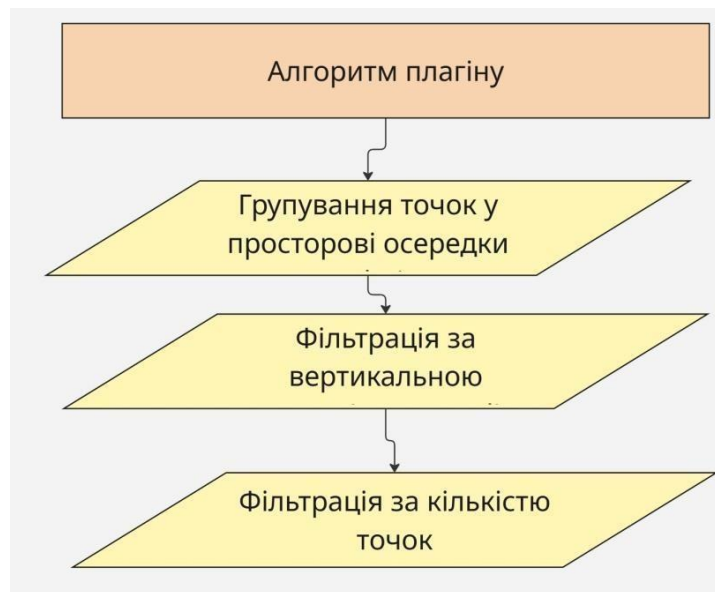 Алгоритм плагіну
Групування точок у
просторові осередки
Фільтрація за
вертикальною
Фільтрація за кількістю
точок